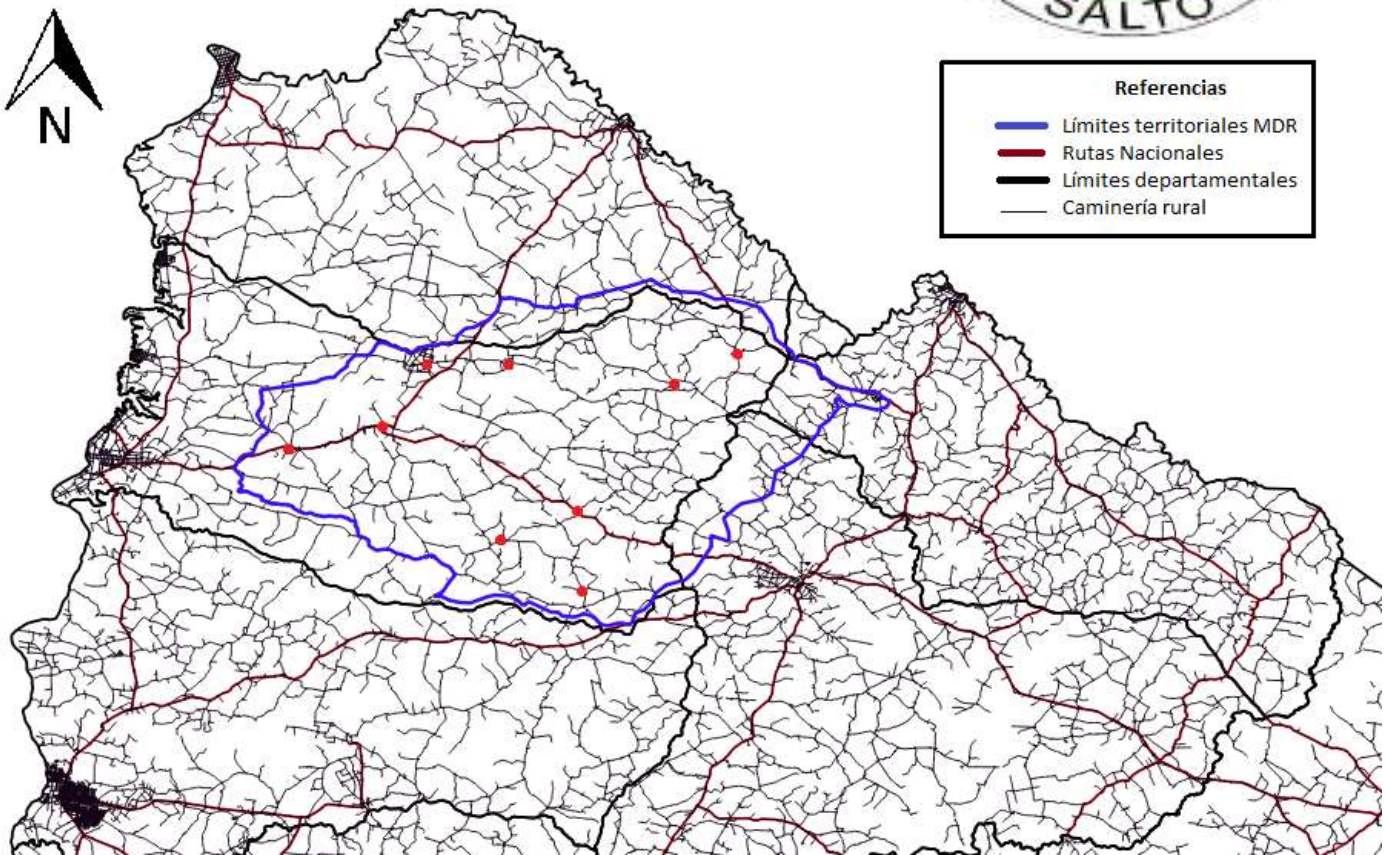 SALTO
N
Referencias
Límites territoriales MDR
Rutas Nacionales
Límites departamentales
Caminería rural